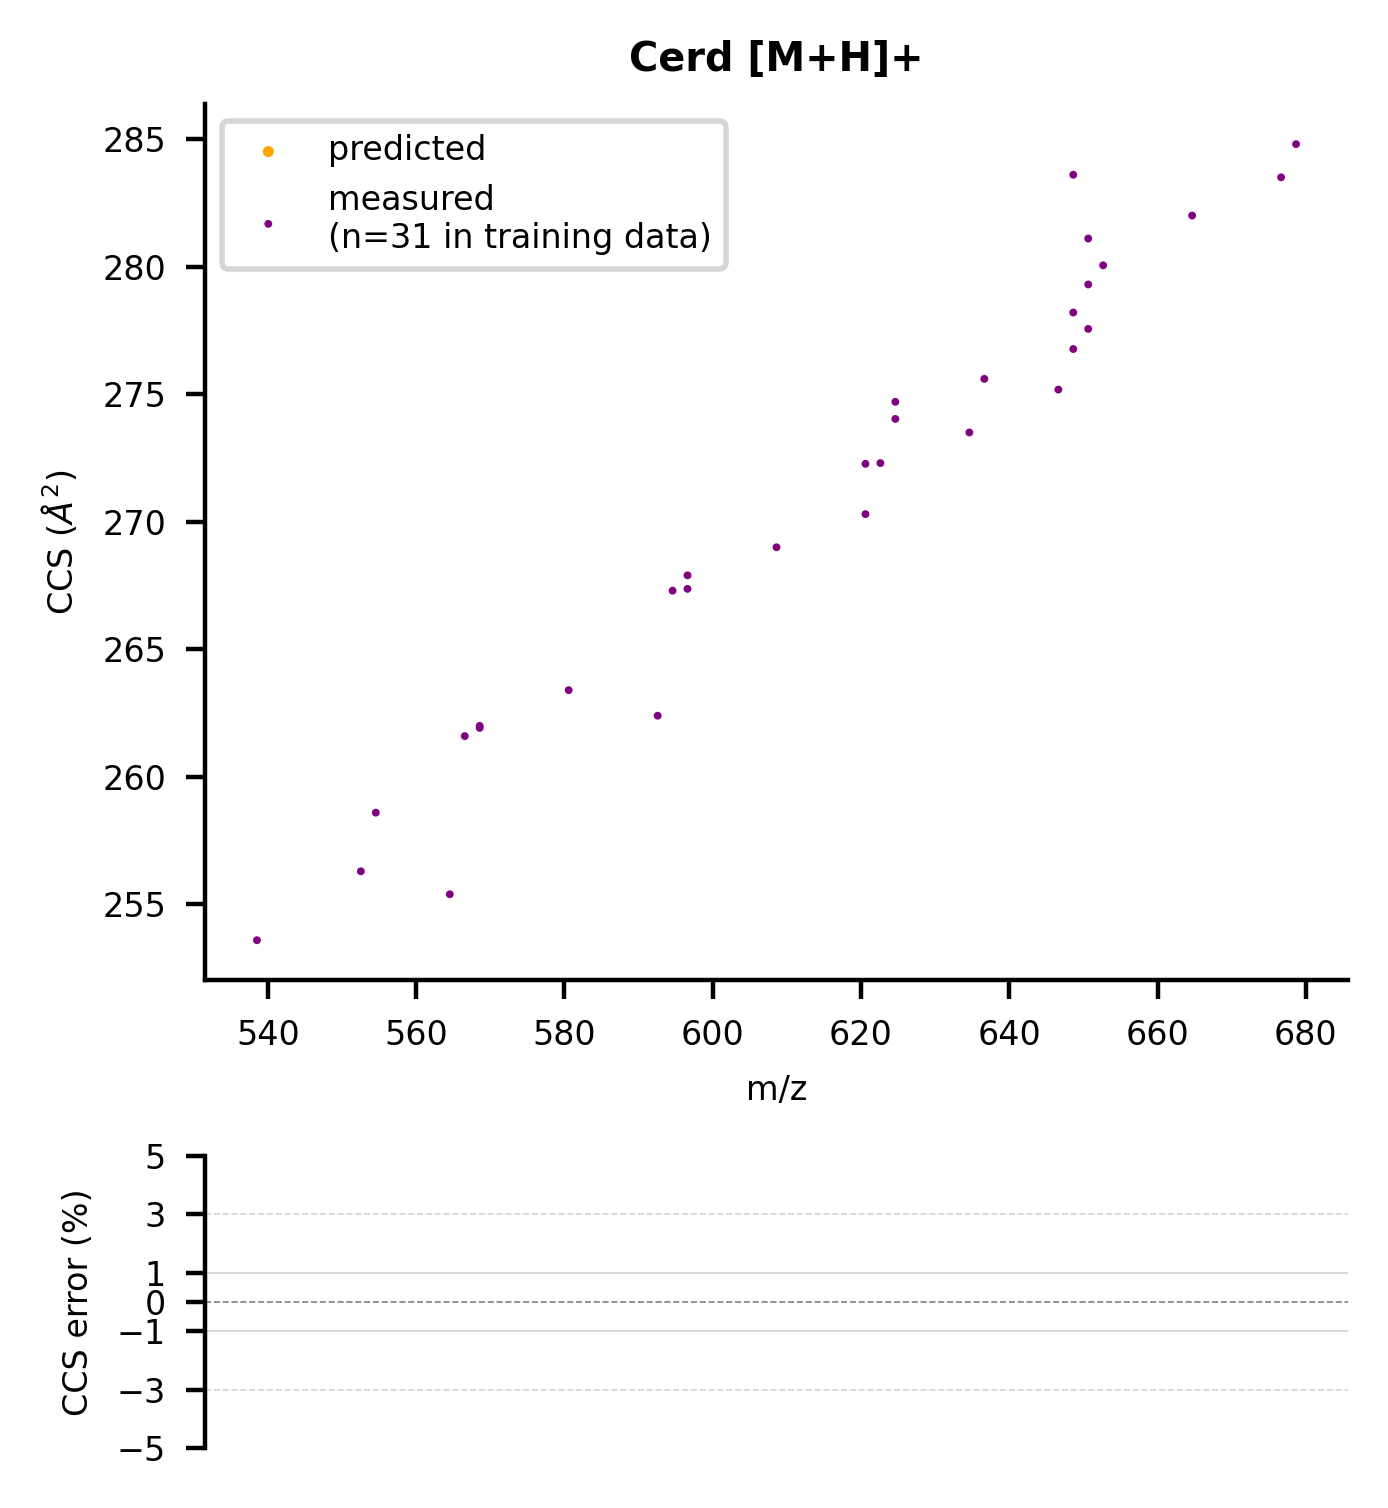 Cerd [M+H]+
predicted
measured
(n=31 in training data)
285
280
275
270
265
260
255
CCS (Å²)
540 560 580 600 620 640 660 680
m/z
5
3
1
0
−1
−3
−5
CCS error (%)